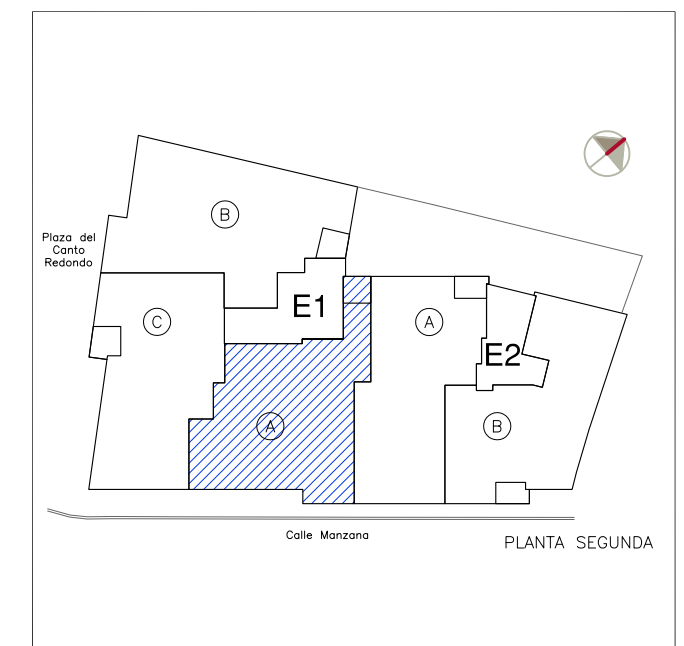 B
Plaza del
Canto
Redondo
E1
C
A
E2
A
B
Calle Manzana
PLANTA SEGUNDA